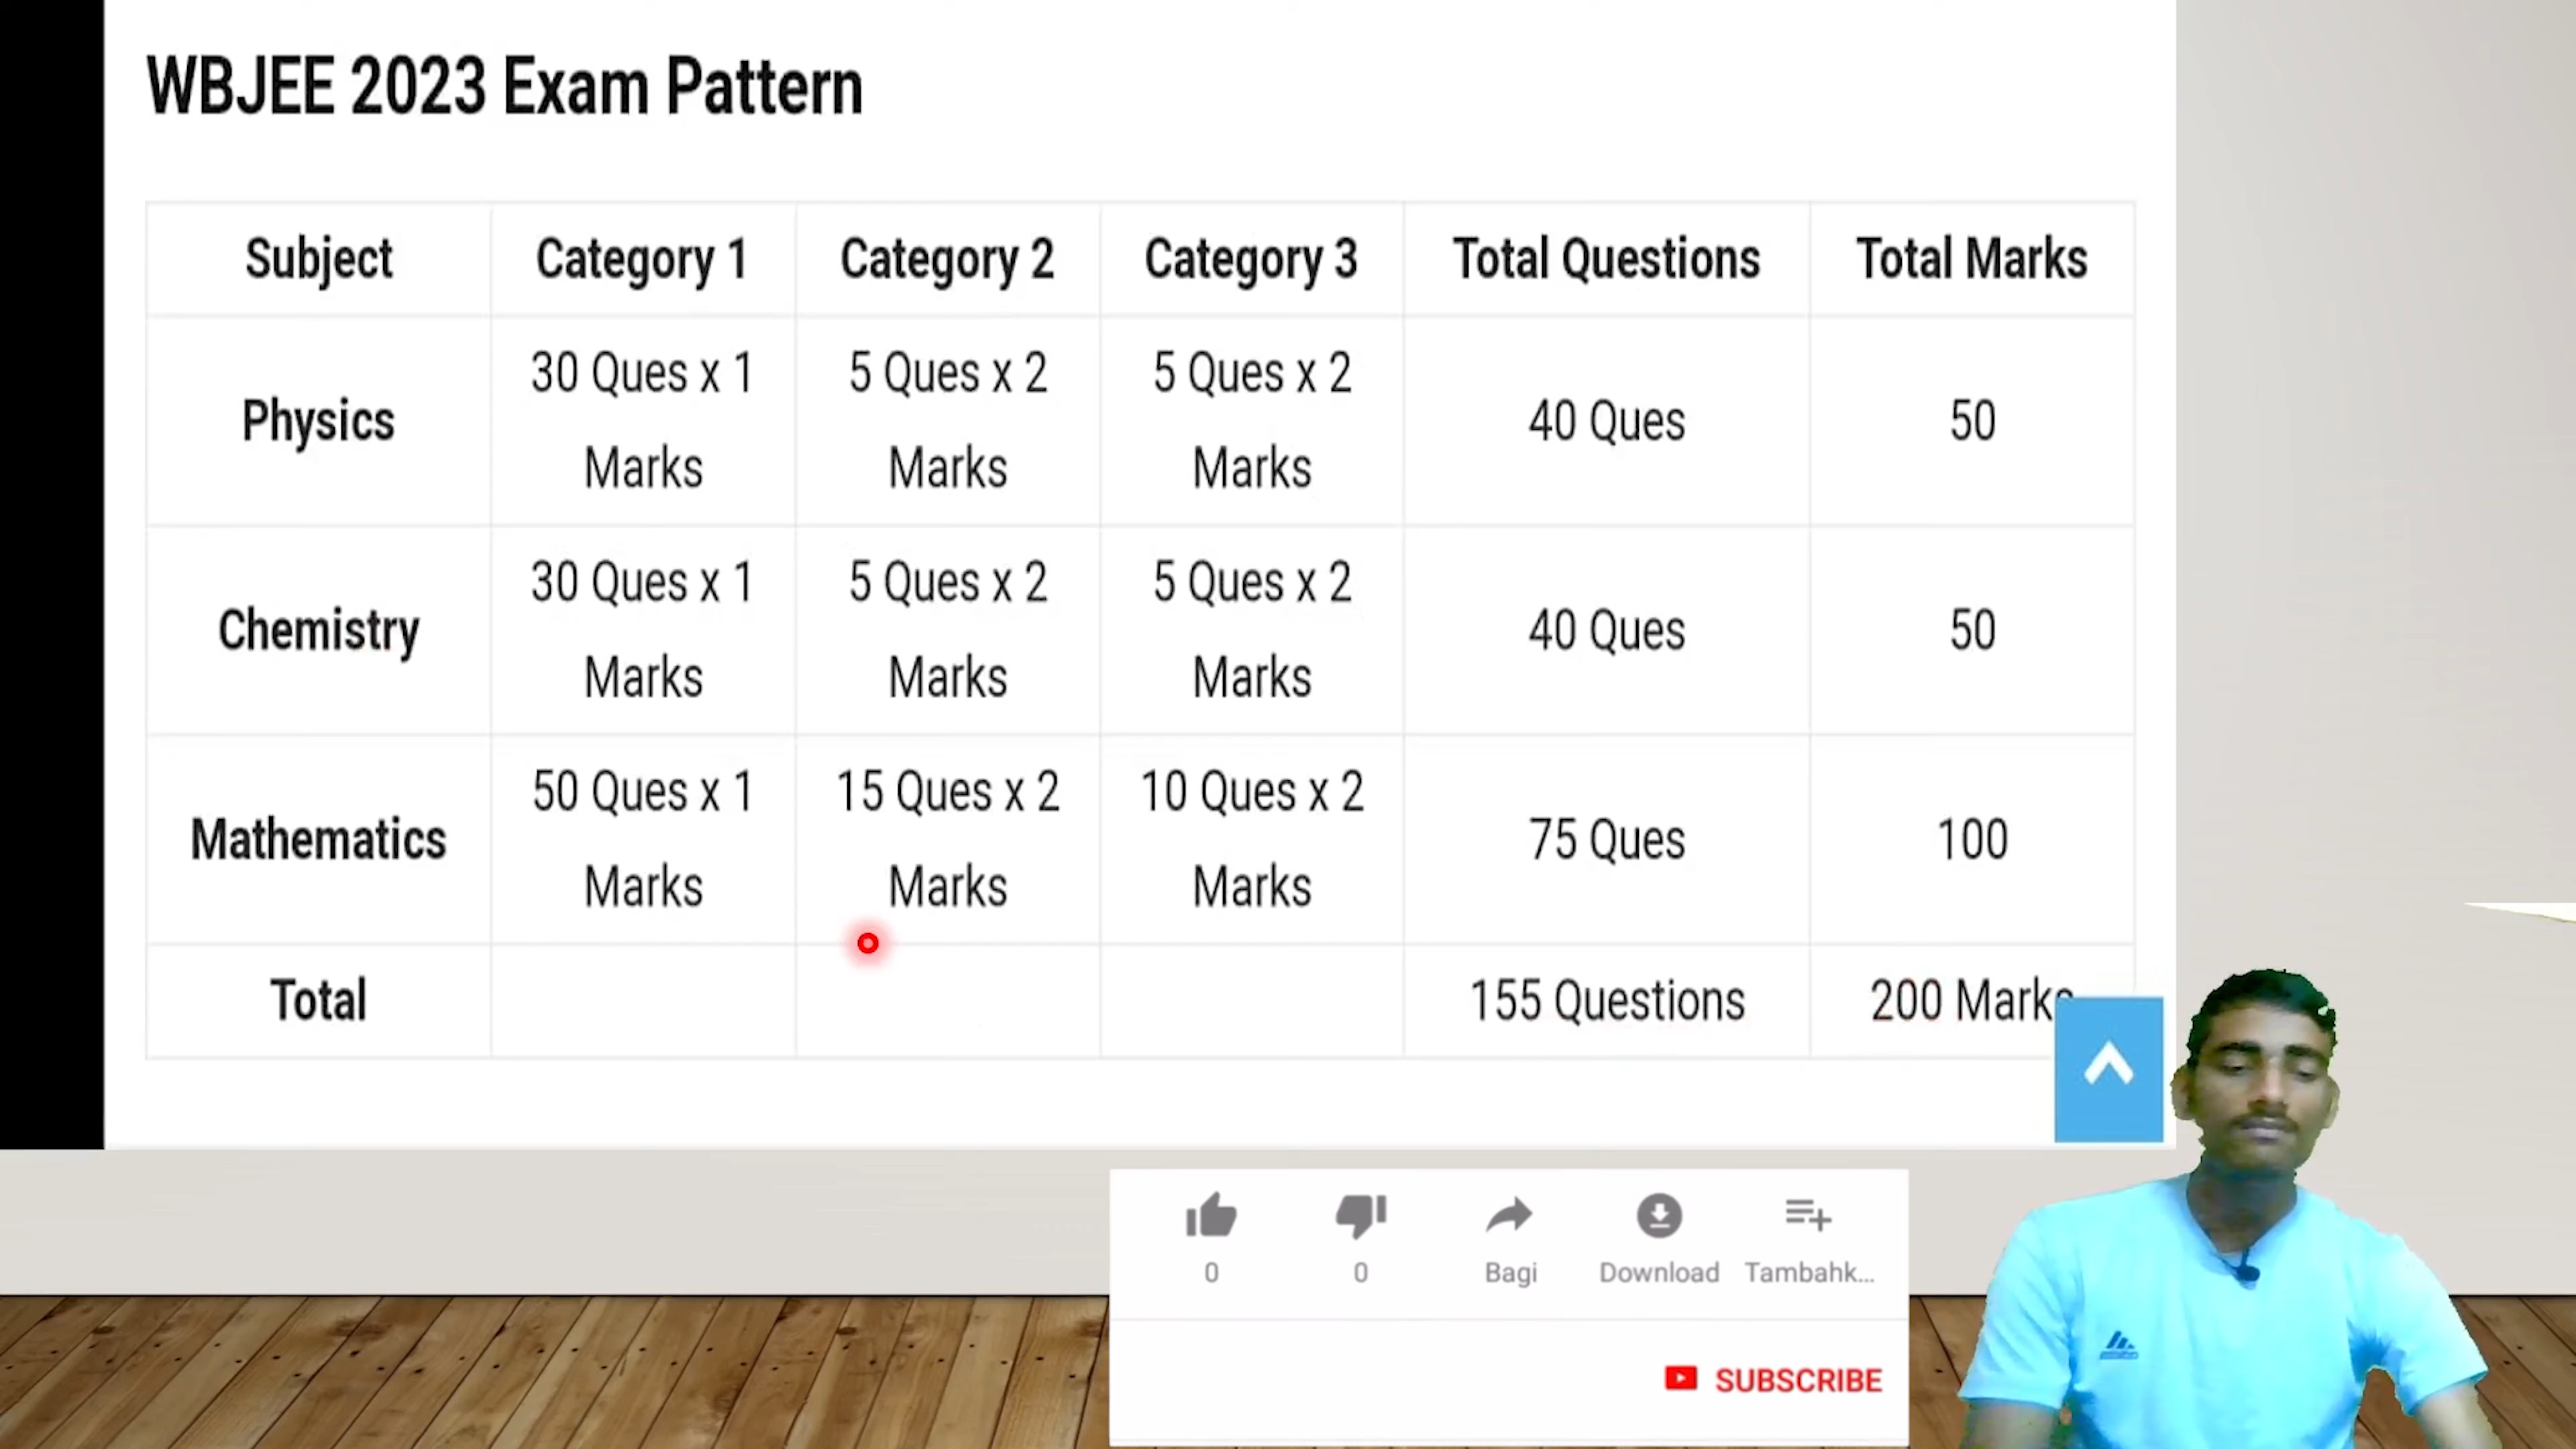 WBJEE 2023 Exam Pattern
Subject Category 1 Category 2 Category 3 Total Questions Total Marks
Physics 30 Ques x 1 Marks 5 Ques x 2 Marks 5 Ques x 2 Marks 40 Ques 50
Chemistry 30 Ques x 1 Marks 5 Ques x 2 Marks 5 Ques x 2 Marks 40 Ques 50
Mathematics 50 Ques x 1 Marks 15 Ques x 2 Marks 10 Ques x 2 Marks 75 Ques 100
Total 155 Questions 200 Marks
0 0 Bagi Download Tambahk...
SUBSCRIBE